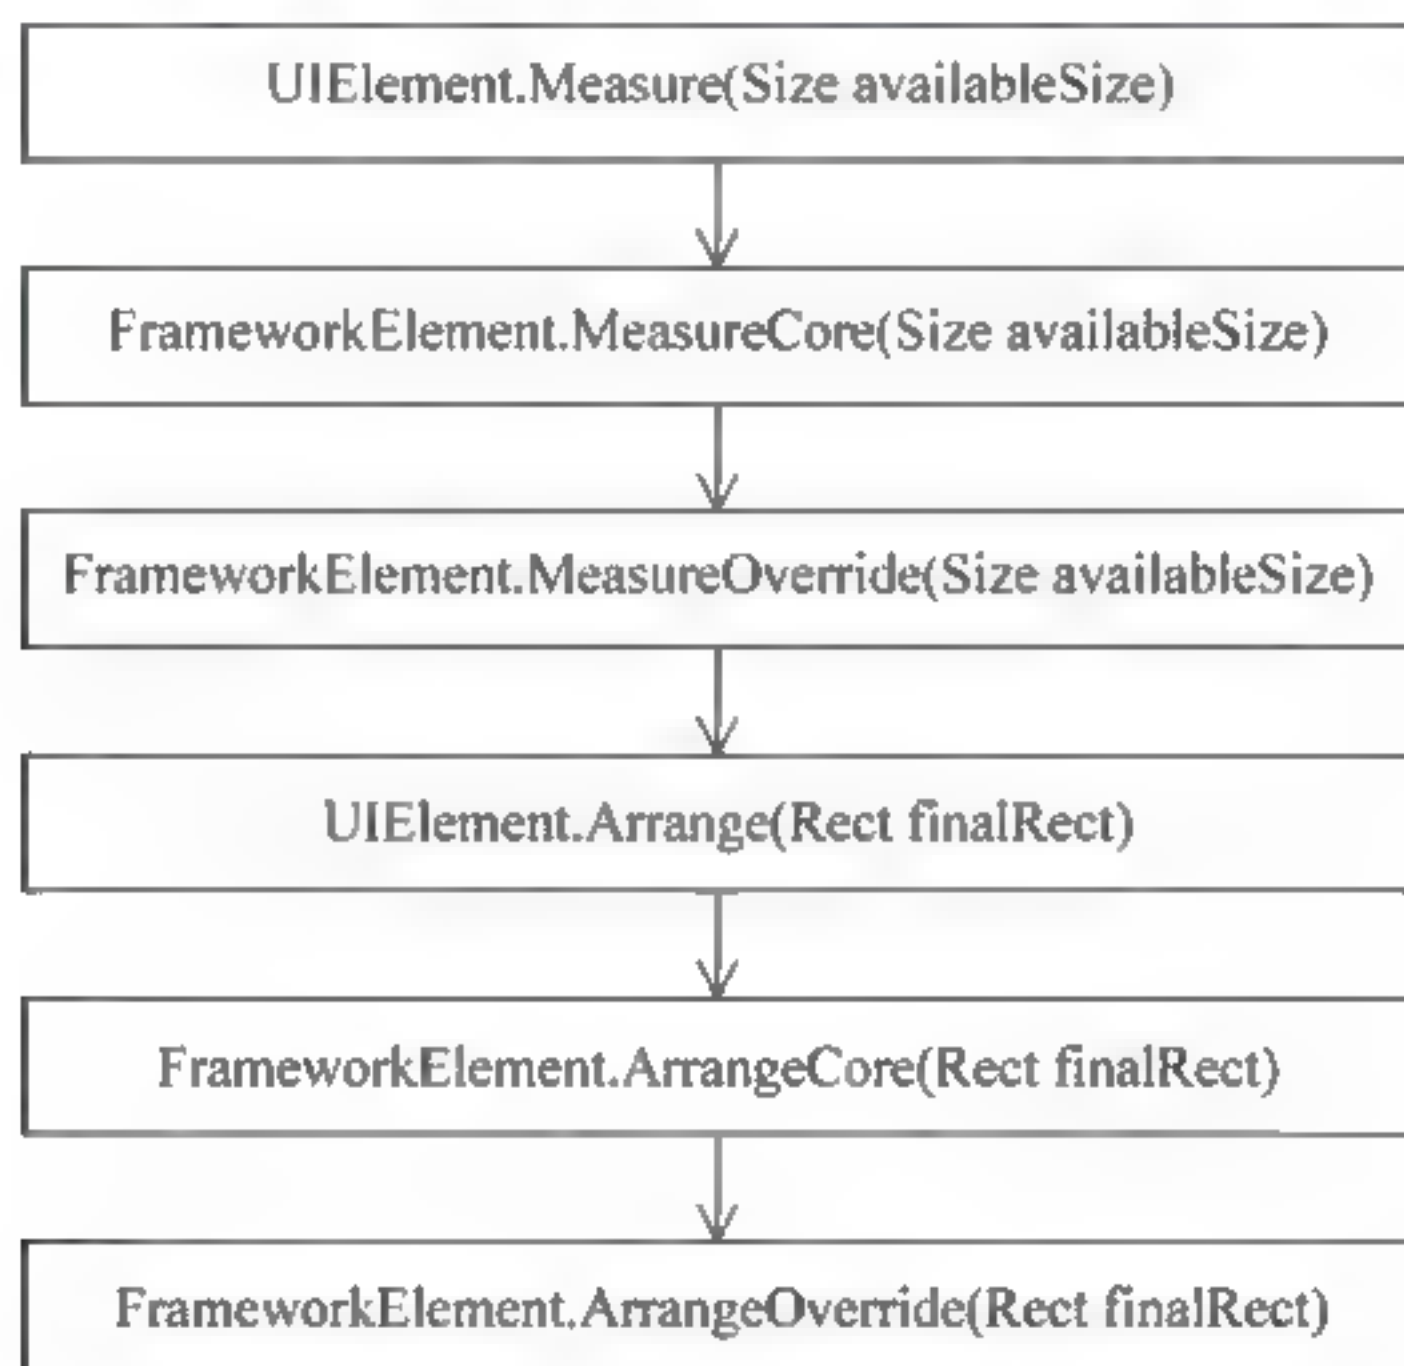 UIElement.Measure(Size availableSize)
FrameworkElement.MeasureCore(Size availableSize)
FrameworkElement.MeasureOverride(Size availableSize)
UIElement.Arrange(Rect finalRect)
FrameworkElement.ArrangeCore(Rect finalRect)
FrameworkElement.ArrangeOverride(Rect finalRect)